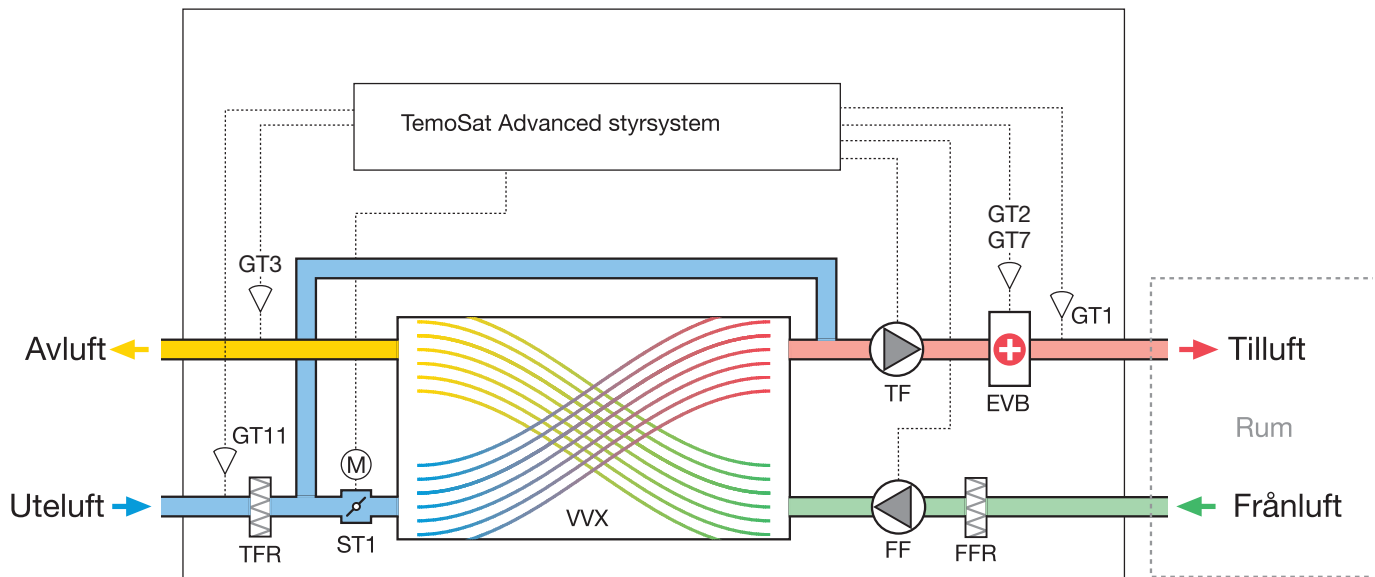 TemoSat Advanced styrsystem
GT2
GT7
GT3
GT1
Avluft
Tilluft
TF
EVB
Rum
GT11
M
Uteluft
Frånluft
VVX
TFR
ST1
FF
FFR